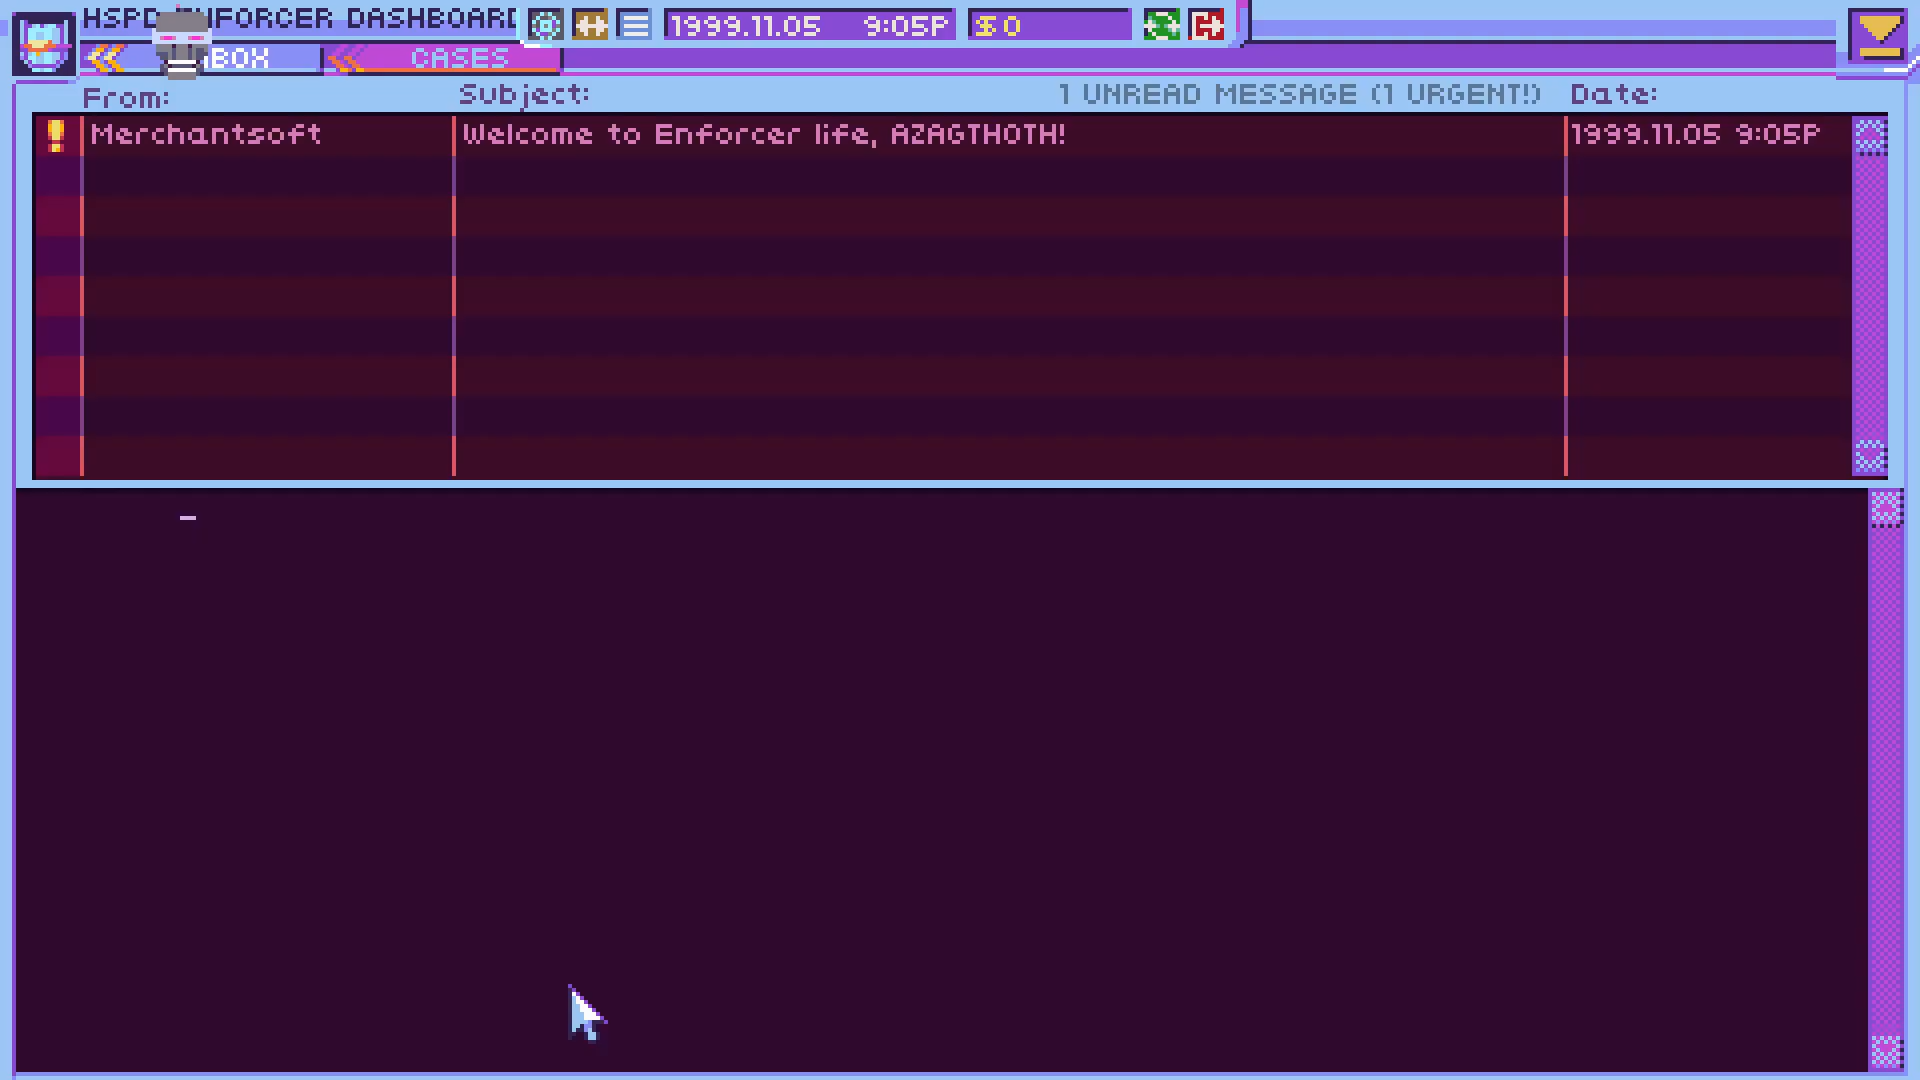 HSPD ENFORCER DASHBOARD
1999.11.05 9:05P
0
CASES
From: Subject: 1 UNREAD MESSAGE (1 URGENT!) Date:
! Merchantsoft Welcome to Enforcer life, AZAGTHOTH! 1999.11.05 9:05P